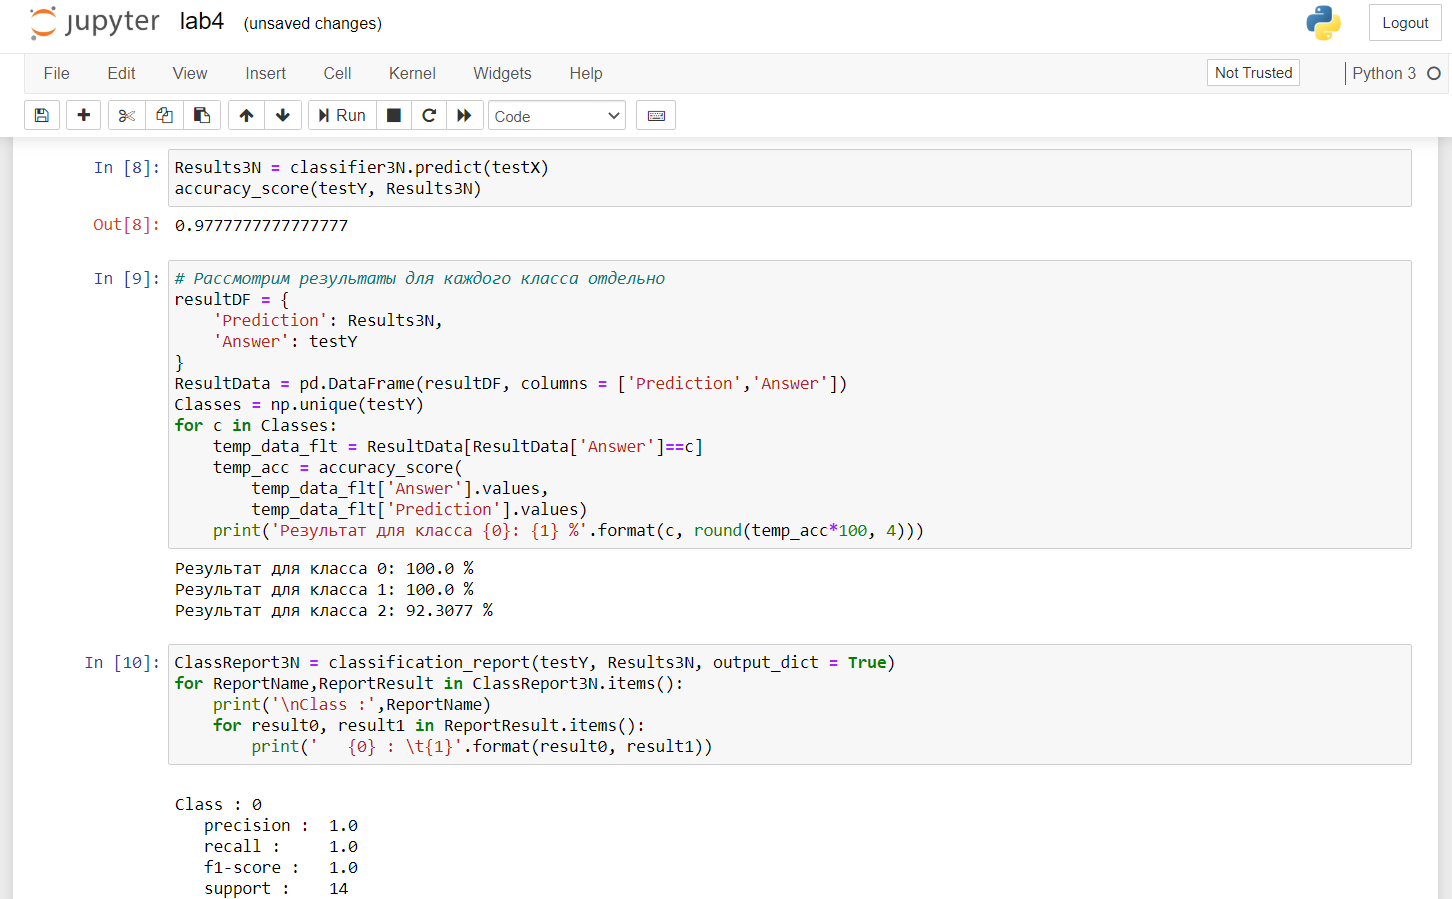 jupyter lab4 (unsaved changes) Logout
File Edit View Insert Cell Kernel Widgets Help Not Trusted Python 3
Run Code
In [8]: Results3N = classifier3N.predict(testX)
accuracy_score(testY, Results3N)
Out[8]: 0.9777777777777777
In [9]: # Рассмотрим результаты для каждого класса отдельно
resultDF = {
    'Prediction': Results3N,
    'Answer': testY
}
ResultData = pd.DataFrame(resultDF, columns = ['Prediction','Answer'])
Classes = np.unique(testY)
for c in Classes:
    temp_data_flt = ResultData[ResultData['Answer']==c]
    temp_acc = accuracy_score(
        temp_data_flt['Answer'].values,
        temp_data_flt['Prediction'].values)
    print('Результат для класса {0}: {1} %'.format(c, round(temp_acc*100, 4)))
Результат для класса 0: 100.0 %
Результат для класса 1: 100.0 %
Результат для класса 2: 92.3077 %
In [10]: ClassReport3N = classification_report(testY, Results3N, output_dict = True)
for ReportName,ReportResult in ClassReport3N.items():
    print('\nClass :',ReportName)
    for result0, result1 in ReportResult.items():
        print('   {0} : \t{1}'.format(result0, result1))
Class : 0
   precision :  1.0
   recall :     1.0
   f1-score :   1.0
   support :    14